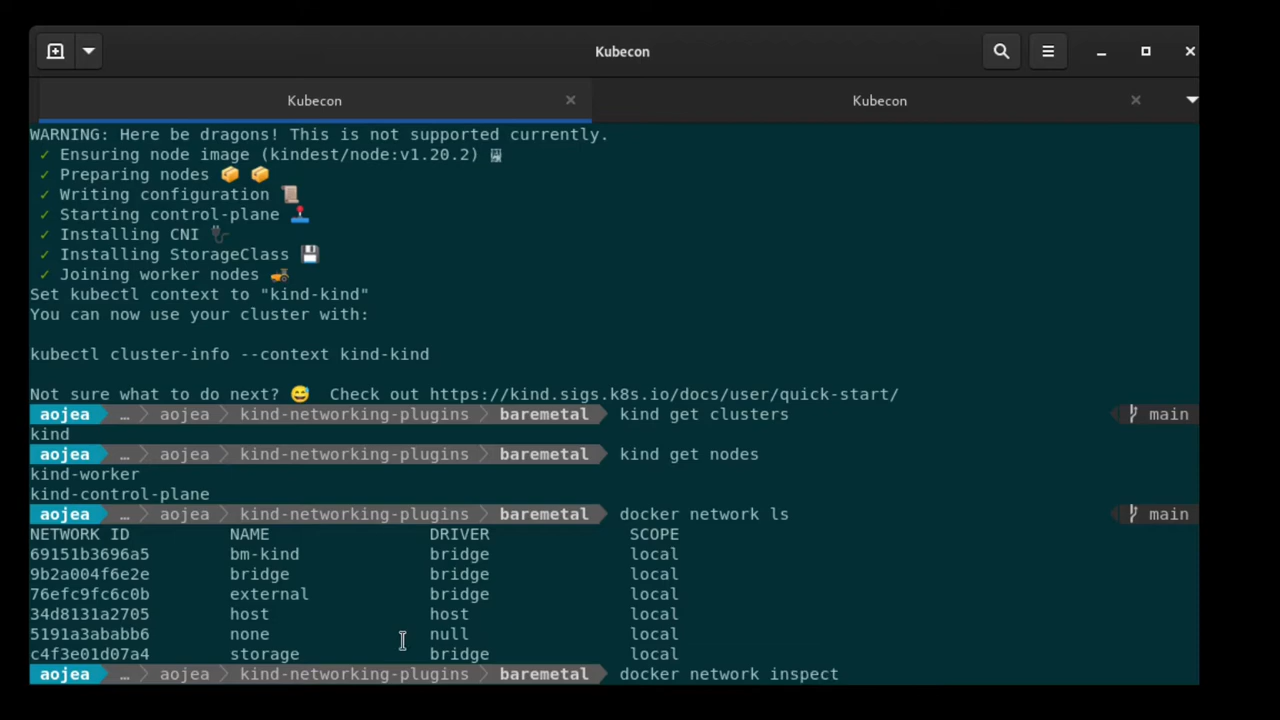 Kubecon
Kubecon
Kubecon
WARNING: Here be dragons! This is not supported currently.
✓ Ensuring node image (kindest/node:v1.20.2) 🖼
✓ Preparing nodes 📦 📦
✓ Writing configuration 📜
✓ Starting control-plane 🕹️
✓ Installing CNI 🔌
✓ Installing StorageClass 💾
✓ Joining worker nodes 🚜
Set kubectl context to "kind-kind"
You can now use your cluster with:
kubectl cluster-info --context kind-kind
Not sure what to do next? 😅 Check out https://kind.sigs.k8s.io/docs/user/quick-start/
aojea … aojea kind-networking-plugins baremetal kind get clusters main
kind
aojea … aojea kind-networking-plugins baremetal kind get nodes
kind-worker
kind-control-plane
aojea … aojea kind-networking-plugins baremetal docker network ls main
NETWORK ID NAME DRIVER SCOPE
69151b3696a5 bm-kind bridge local
9b2a004f6e2e bridge bridge local
76efc9fc6c0b external bridge local
34d8131a2705 host host local
5191a3ababb6 none null local
c4f3e01d07a4 storage bridge local
aojea … aojea kind-networking-plugins baremetal docker network inspect